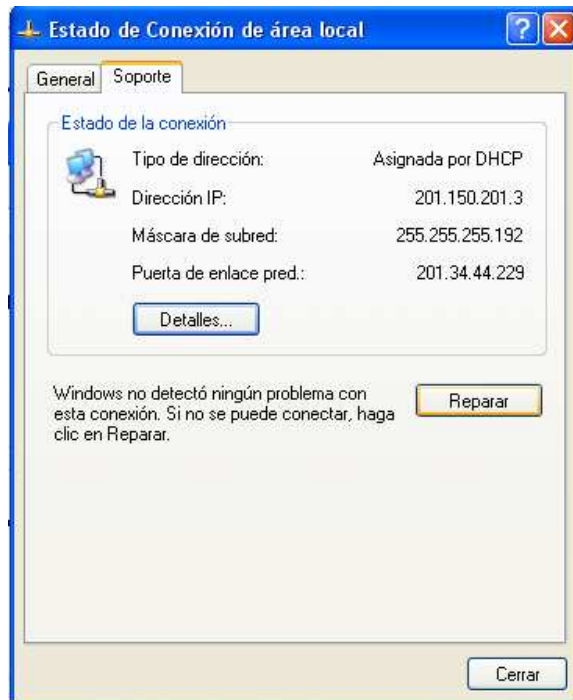 Estado de Conexión de área local
General
Soporte
Estado de la conexión
Tipo de dirección: Asignada por DHCP
Dirección IP: 201.150.201.3
Máscara de subred: 255.255.255.192
Puerta de enlace pred.: 201.34.44.229
Detalles...
Windows no detectó ningún problema con
esta conexión. Si no se puede conectar, haga
clic en Reparar.
Reparar
Cerrar